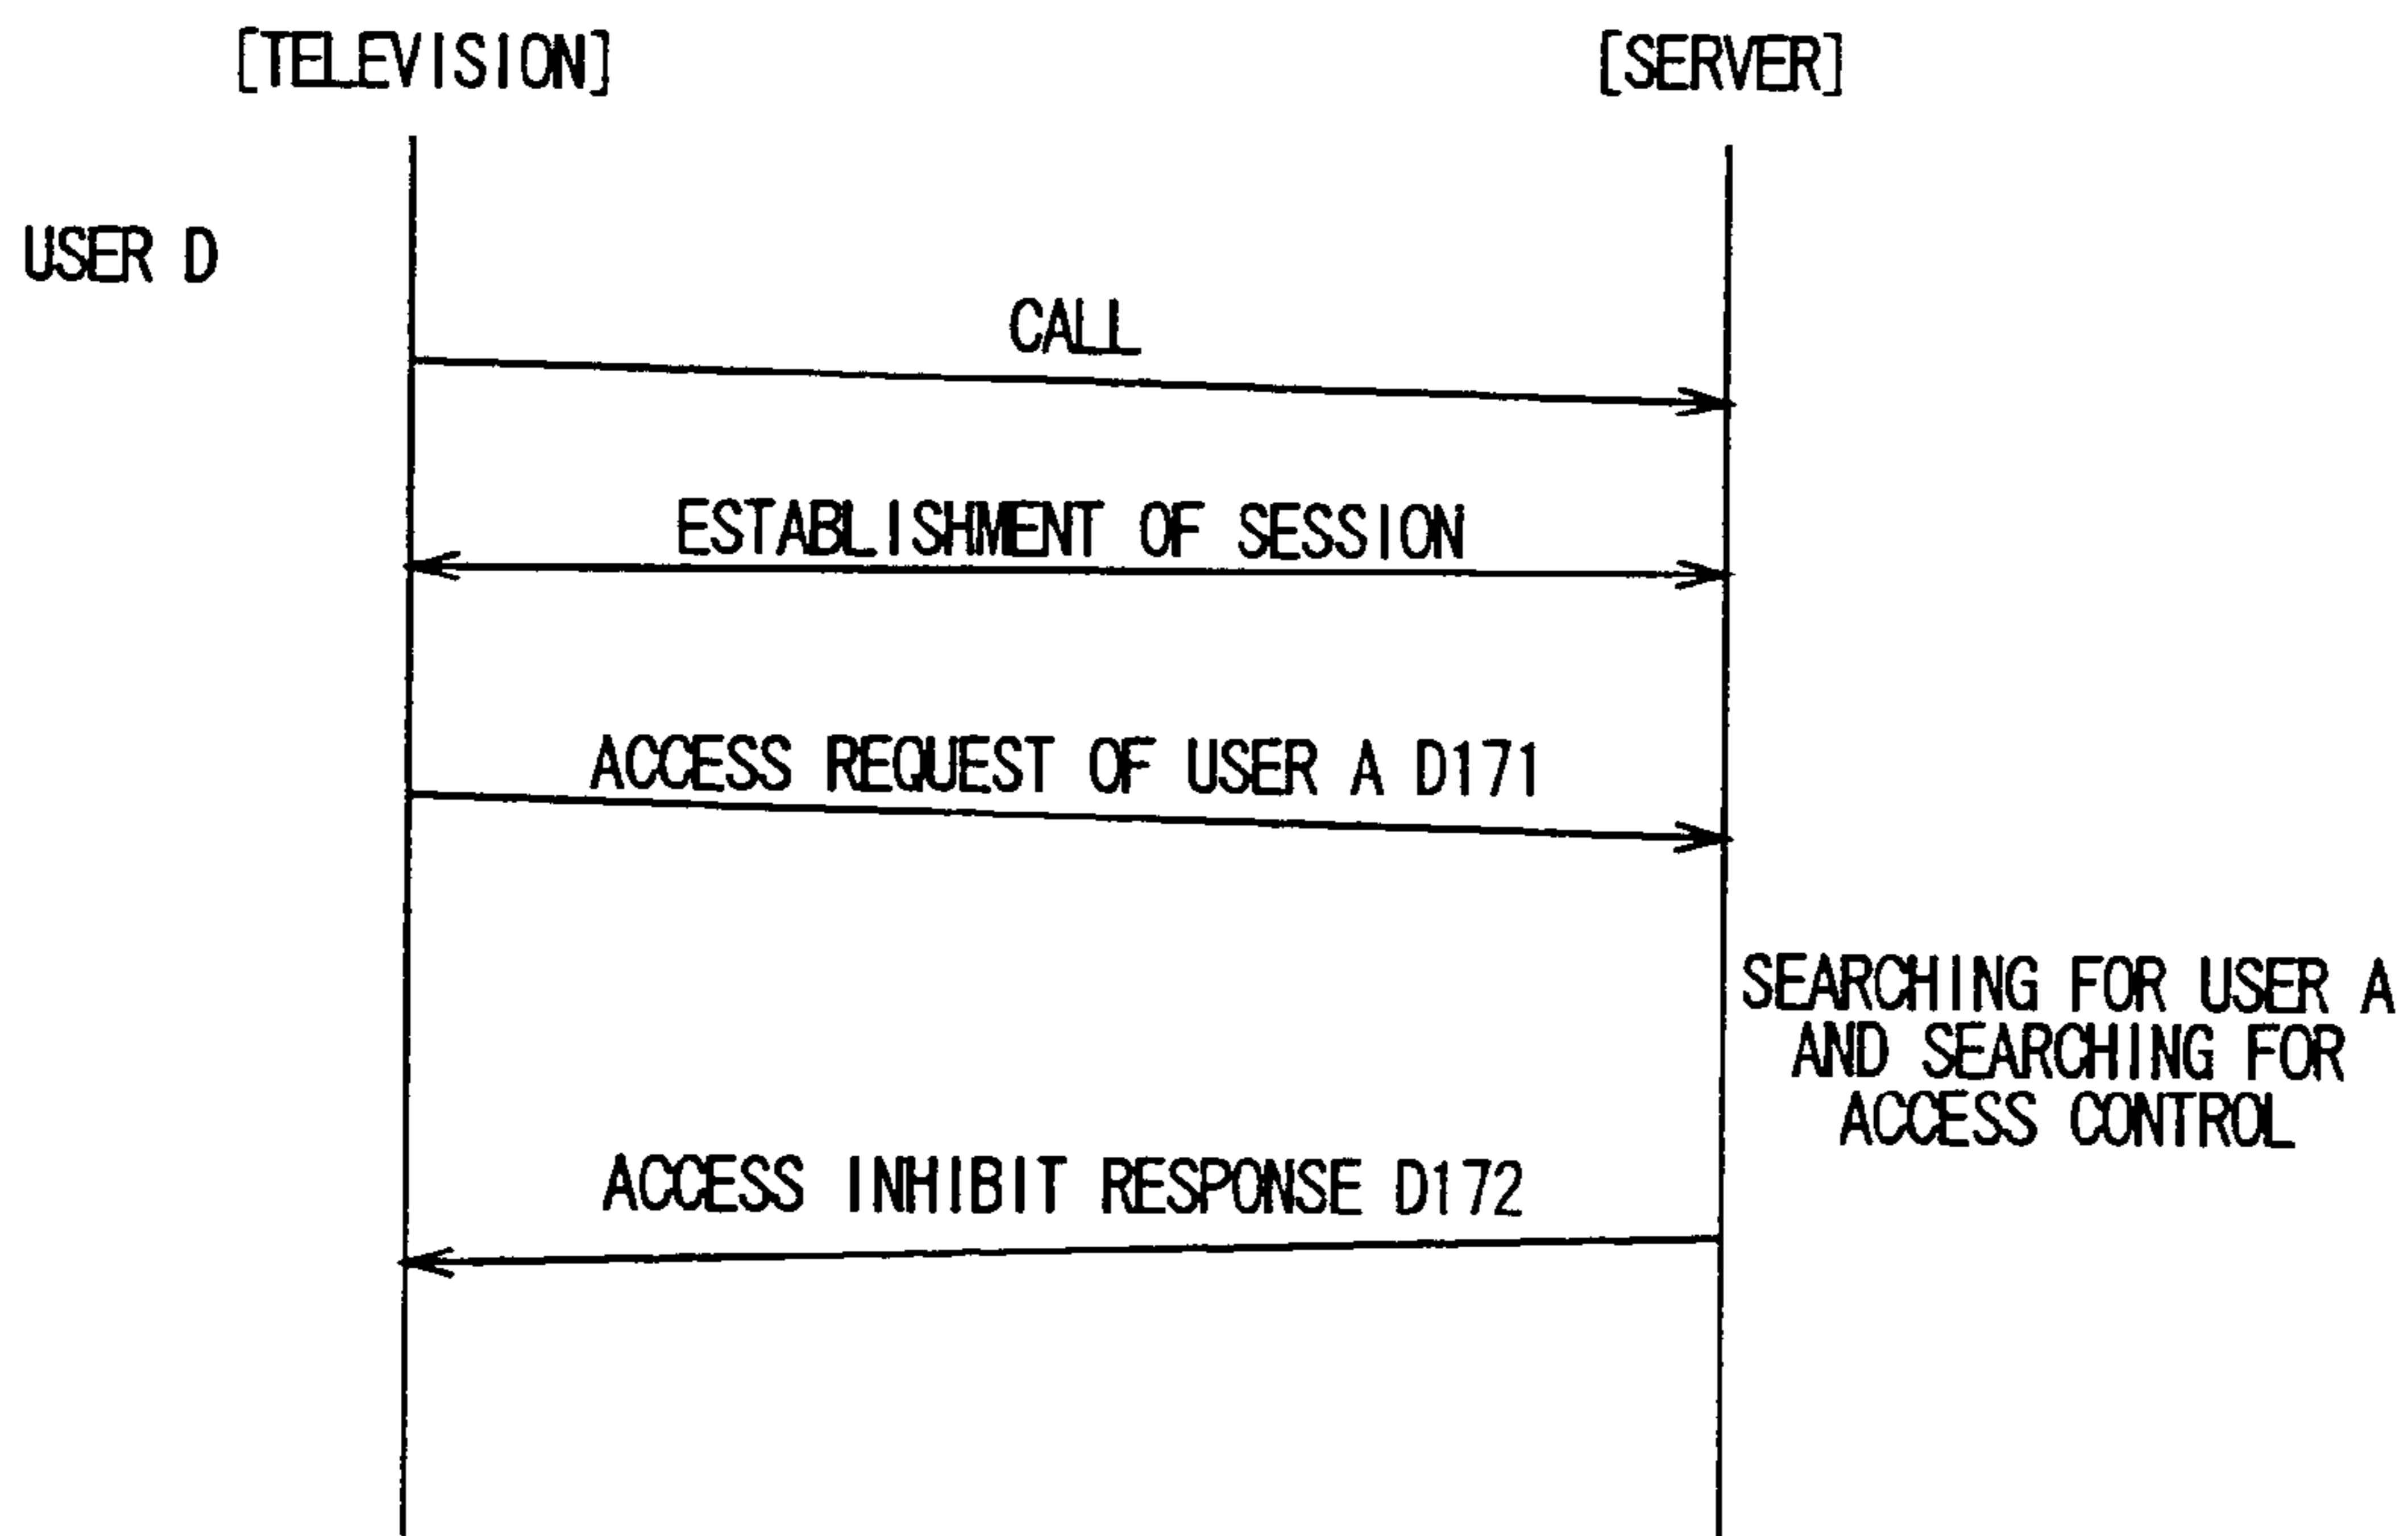 [TELEVISION]
[SERVER]
USER D
CALL
ESTABLISHMENT OF SESSION
ACCESS REQUEST OF USER A D171
SEARCHING FOR USER A
AND SEARCHING FOR
ACCESS CONTROL
ACCESS INHIBIT RESPONSE D172